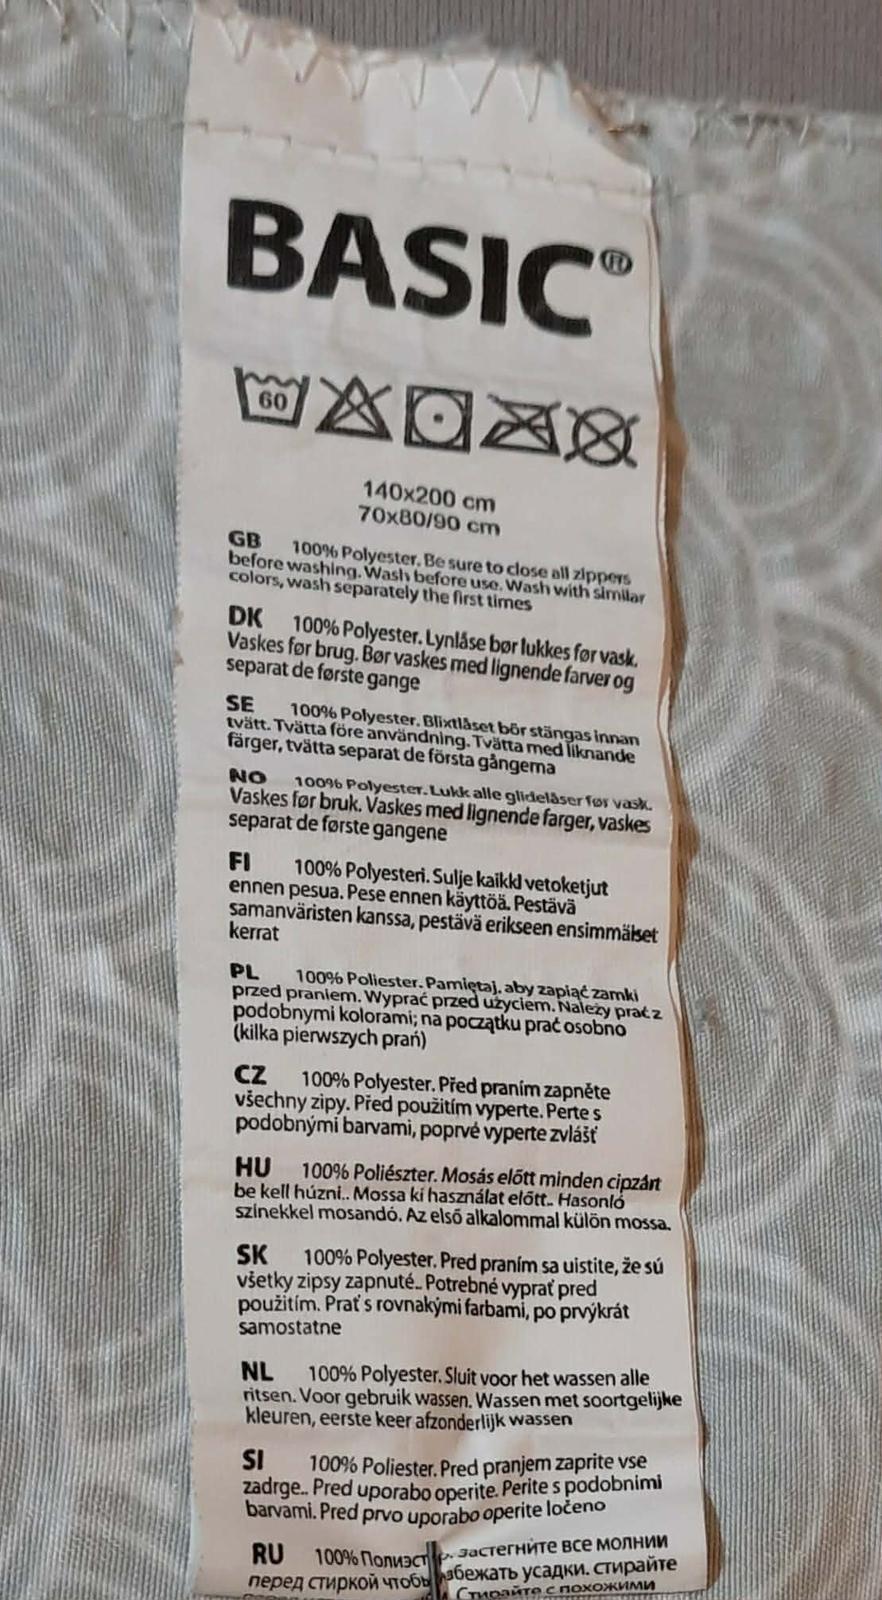 BASIC®
60
140x200 cm
70x80/90 cm
GB 100% Polyester. Be sure to close all zippers
before washing. Wash before use. Wash with similar
colors, wash separately the first times
DK 100% Polyester. Lynlåse bør lukkes før vask.
Vaskes før brug. Bør vaskes med lignende farver og
separat de første gange
SE 100% Polyester. Blixtlåset bör stängas innan
tvätt. Tvätta före användning. Tvätta med liknande
färger, tvätta separat de första gångerna
NO 100% Polyester. Lukk alle glidelåser før vask.
Vaskes før bruk. Vaskes med lignende farger, vaskes
separat de første gangene
FI 100% Polyesteri. Sulje kaikki vetoketjut
ennen pesua. Pese ennen käyttöä. Pestävä
samanväristen kanssa, pestävä erikseen ensimmäiset
kerrat
PL 100% Poliester. Pamiętaj, aby zapiąć zamki
przed praniem. Wyprać przed użyciem. Należy prać z
podobnymi kolorami; na początku prać osobno
(kilka pierwszych prań)
CZ 100% Polyester. Před praním zapněte
všechny zipy. Před použitím vyperte. Perte s
podobnými barvami, poprvé vyperte zvlášť
HU 100% Poliészter. Mosás előtt minden cipzárt
be kell húzni.. Mossa ki használat előtt.. Hasonló
színekkel mosandó. Az első alkalommal külön mossa.
SK 100% Polyester. Pred praním sa uistite, že sú
všetky zipsy zapnuté.. Potrebné vyprať pred
použitím. Prať s rovnakými farbami, po prvýkrát
samostatne
NL 100% Polyester. Sluit voor het wassen alle
ritsen. Voor gebruik wassen. Wassen met soortgelijke
kleuren, eerste keer afzonderlijk wassen
SI 100% Poliester. Pred pranjem zaprite vse
zadrge.. Pred uporabo operite. Perite s podobnimi
barvami. Pred prvo uporabo operite ločeno
RU 100% застегните все молнии
перед стиркой усадки. стирайте
Стирайте с похожими